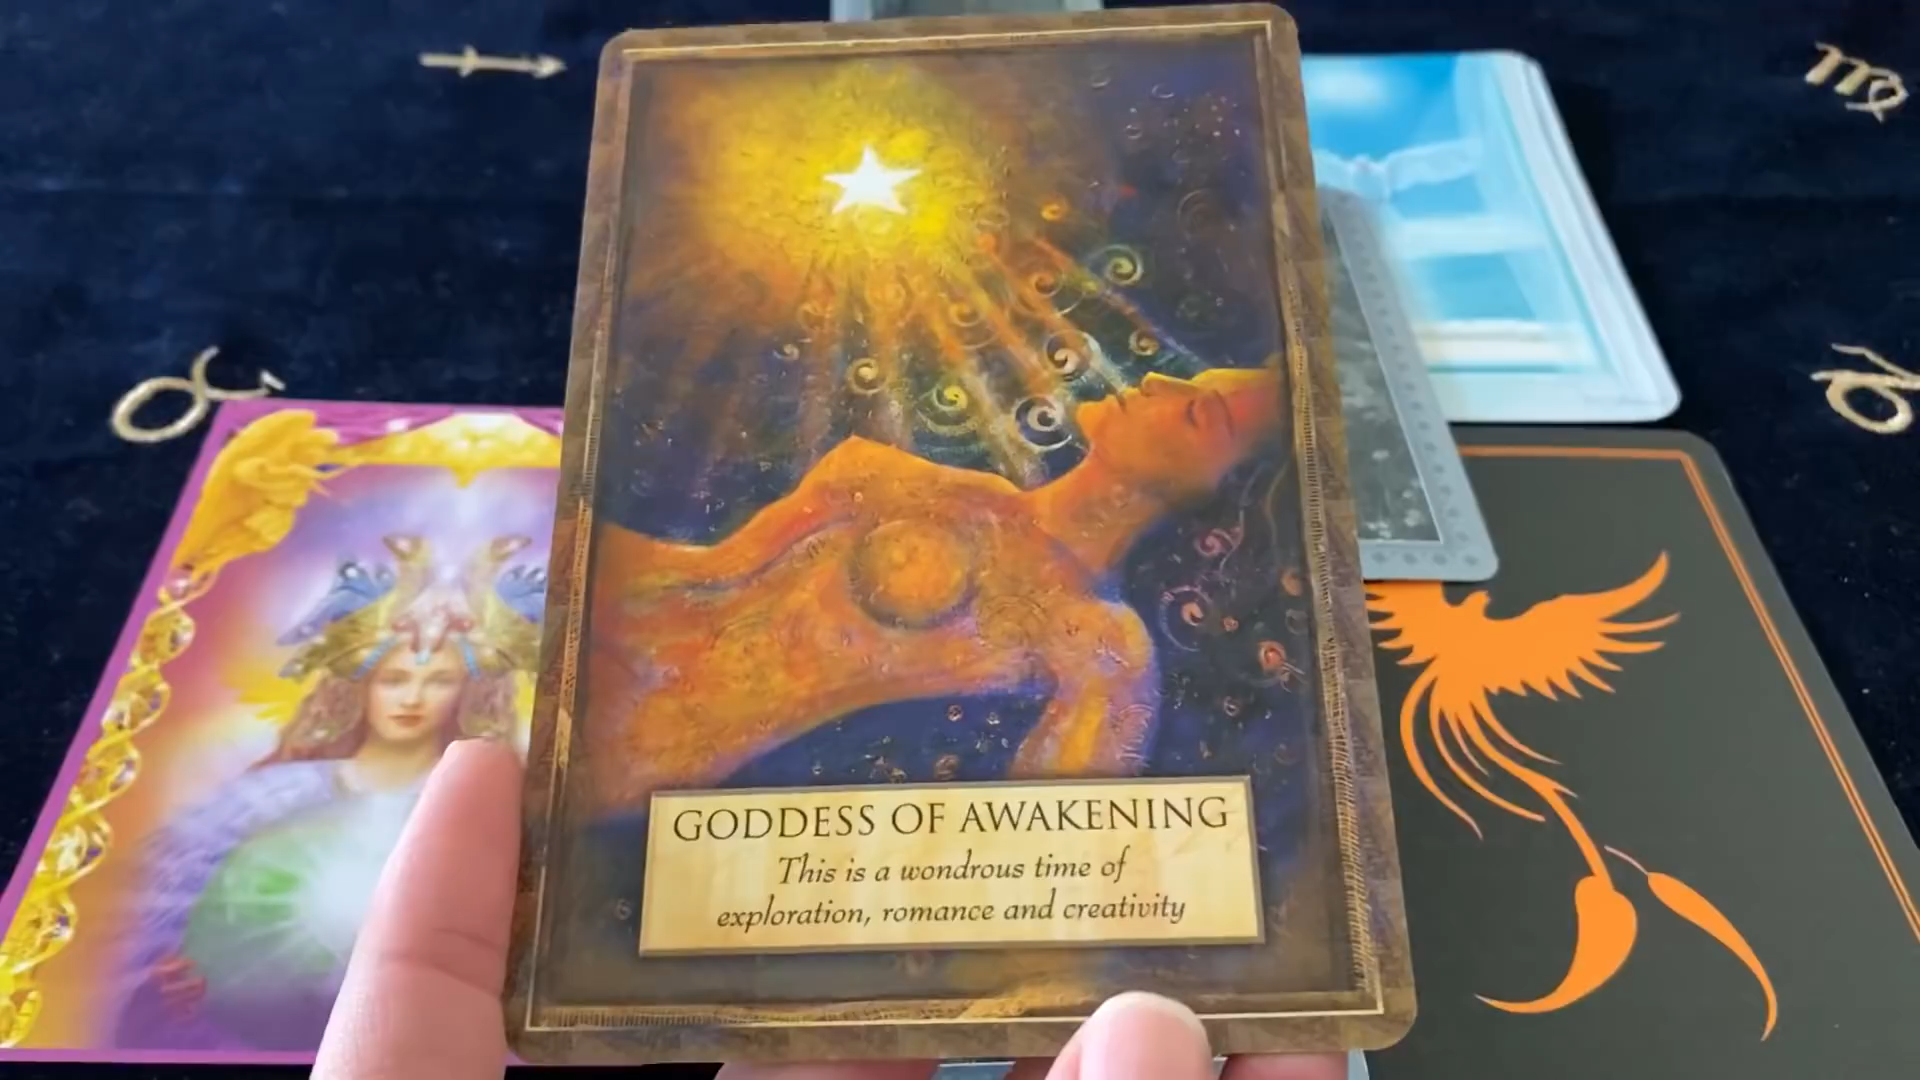 GODDESS OF AWAKENING
This is a wondrous time of
exploration, romance and creativity